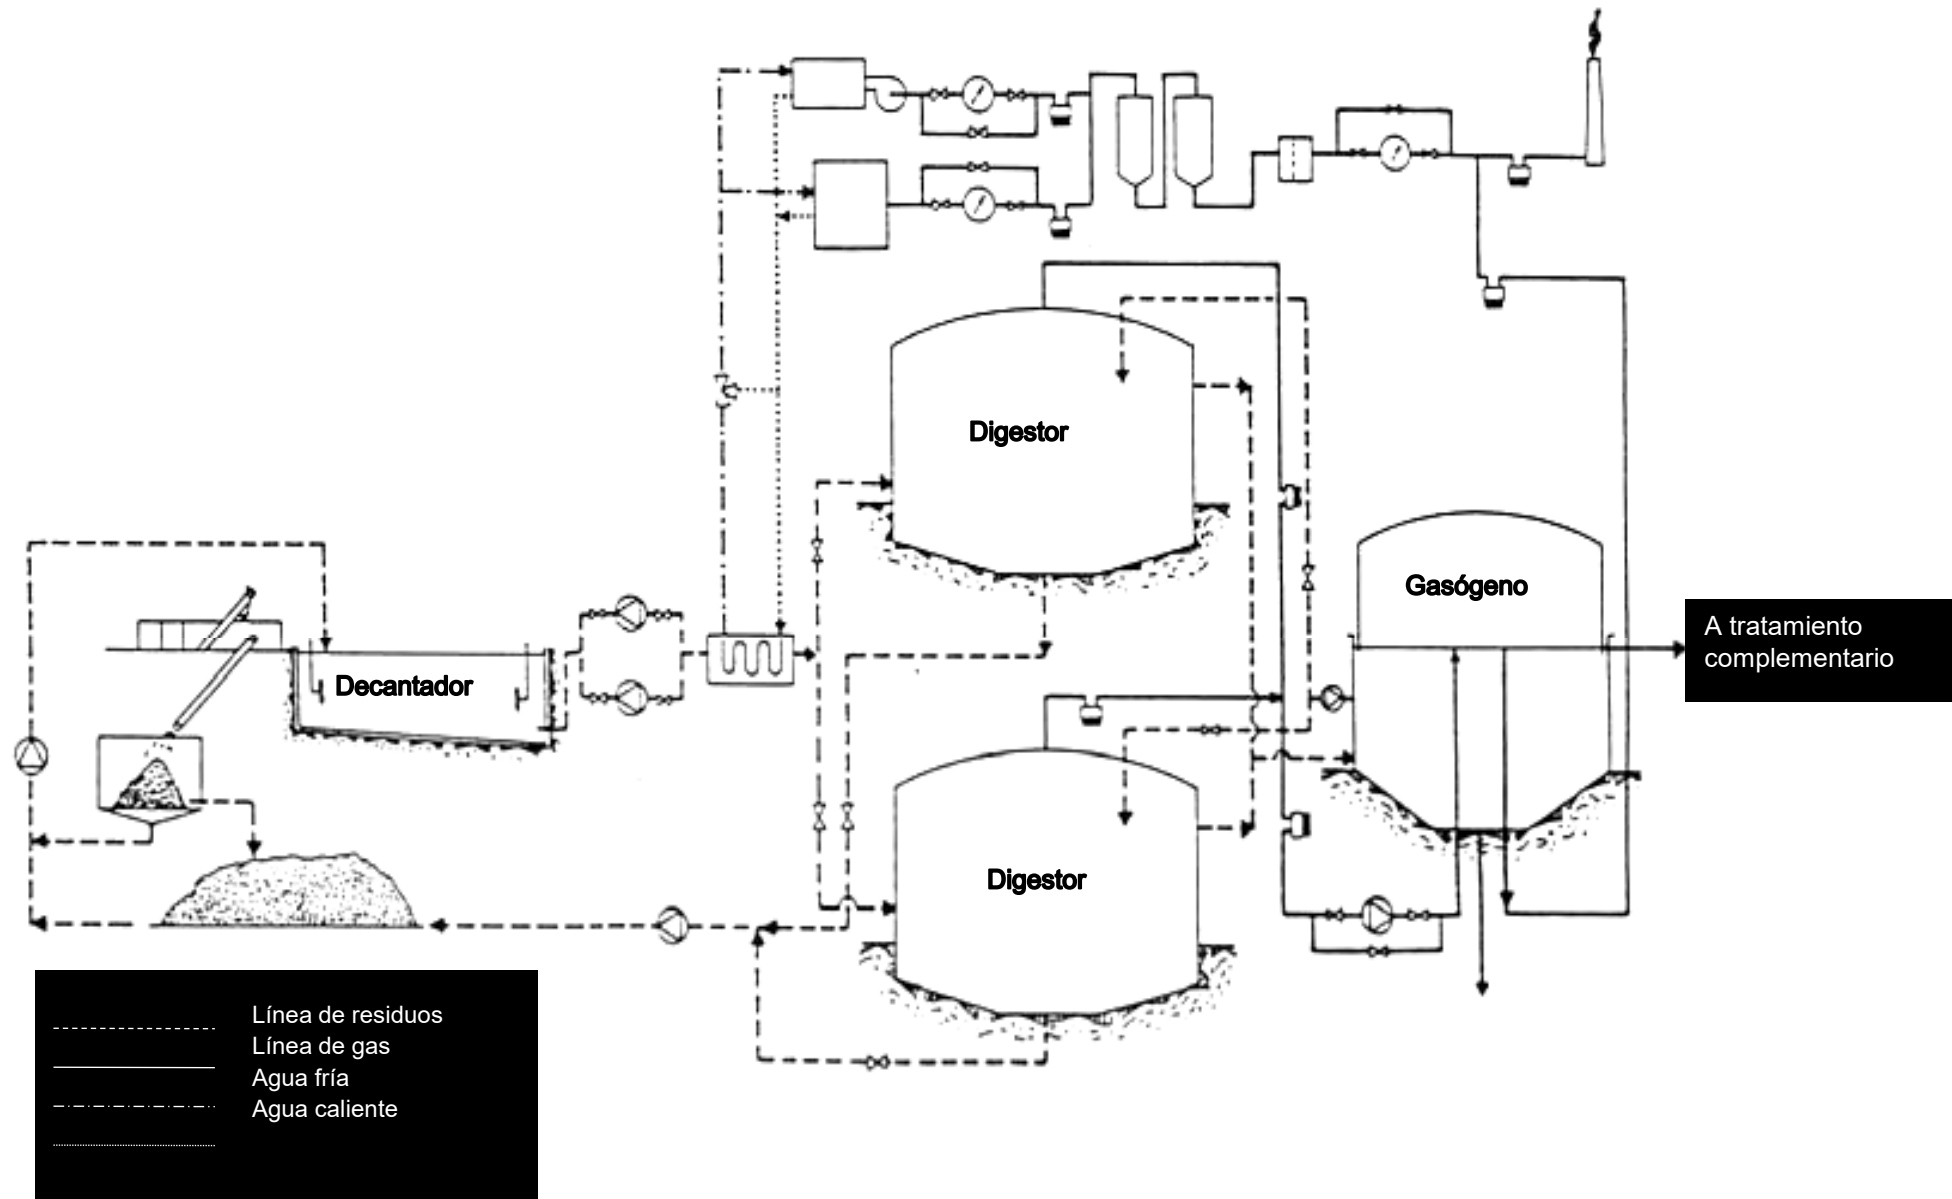 Digestor
Gasógeno
A tratamiento
complementario
Decantador
Digestor
Línea de residuos
Línea de gas
Agua fría
Agua caliente